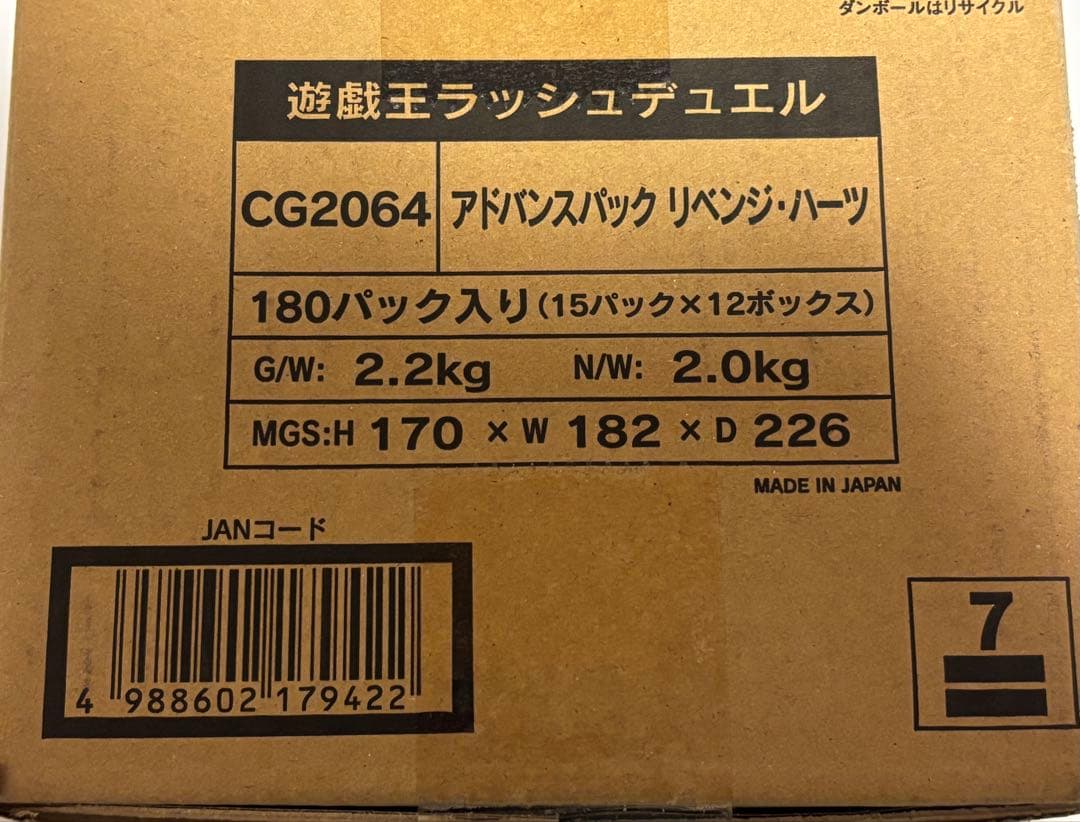 ダンボールはリサイクル
遊戯王ラッシュデュエル
CG2064 アドバンスパック リベンジ・ハーツ
180パック入り(15パック×12ボックス)
G/W: 2.2kg N/W: 2.0kg
MGS:H 170 × W 182 × D 226
MADE IN JAPAN
JANコード
4 988602 179422
7